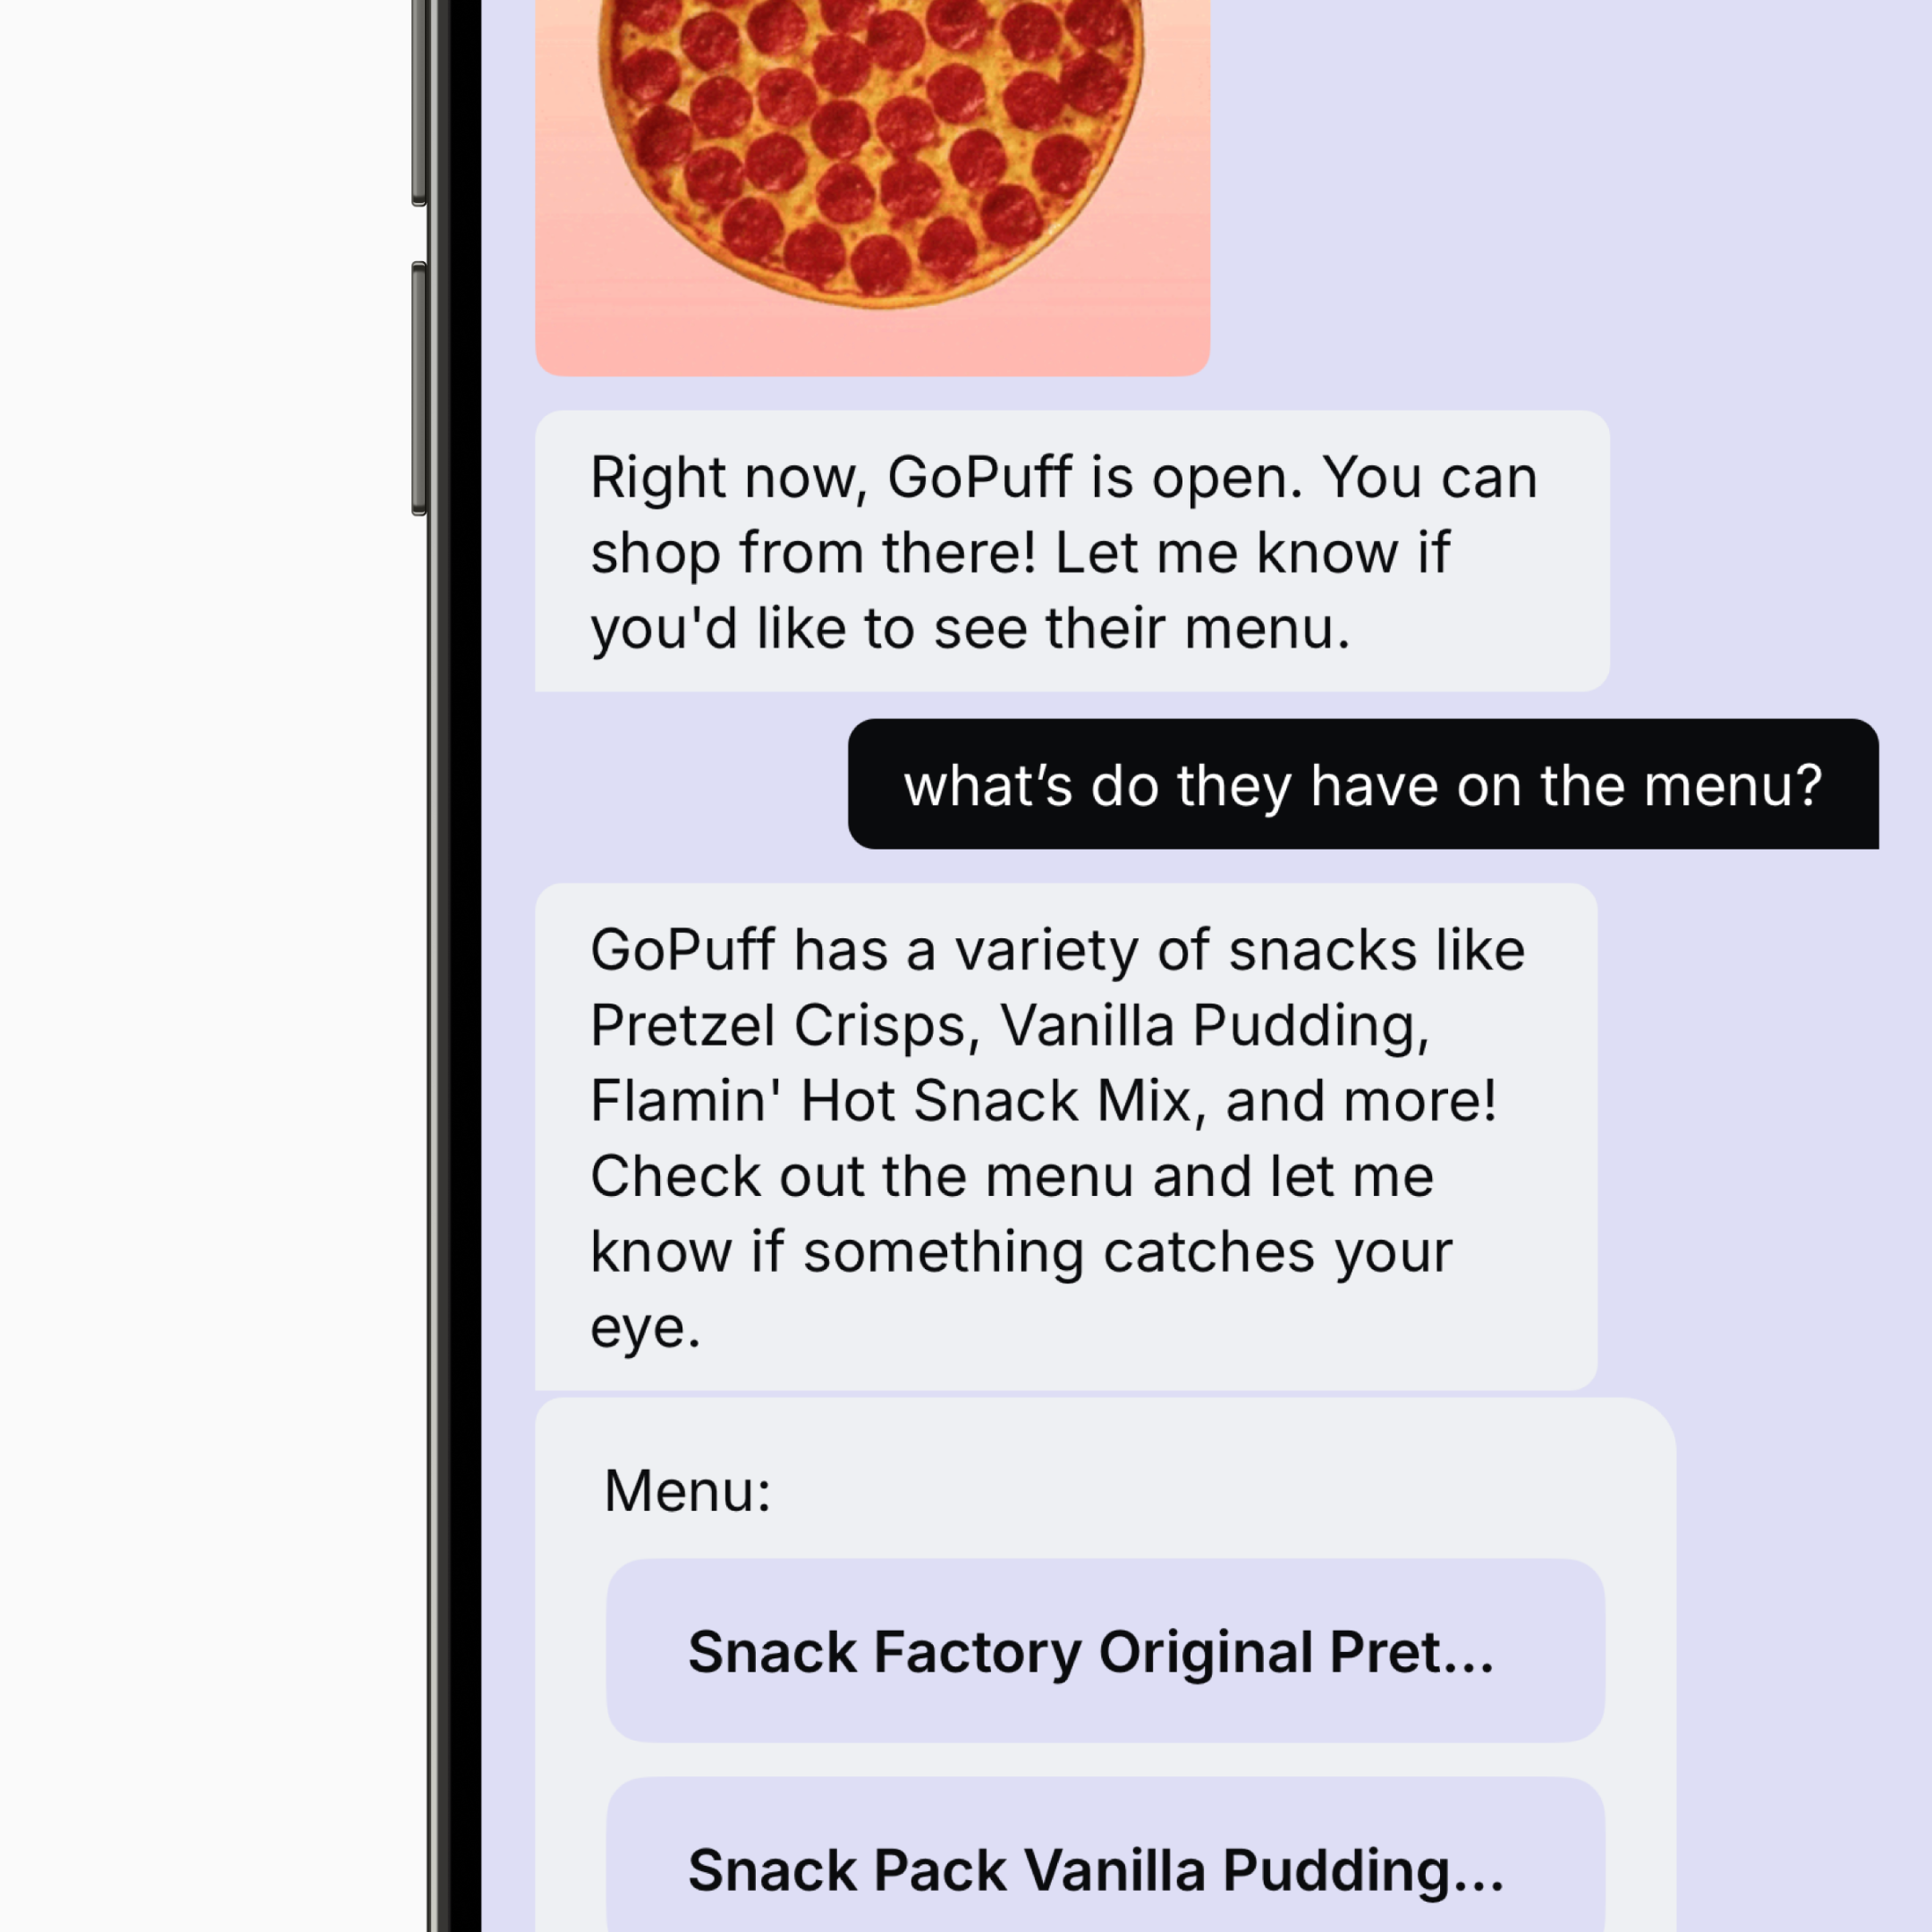 Right now, GoPuff is open. You can
shop from there! Let me know if
you'd like to see their menu.
what’s do they have on the menu?
GoPuff has a variety of snacks like
Pretzel Crisps, Vanilla Pudding,
Flamin' Hot Snack Mix, and more!
Check out the menu and let me
know if something catches your
eye.
Menu:
Snack Factory Original Pret...
Snack Pack Vanilla Pudding...